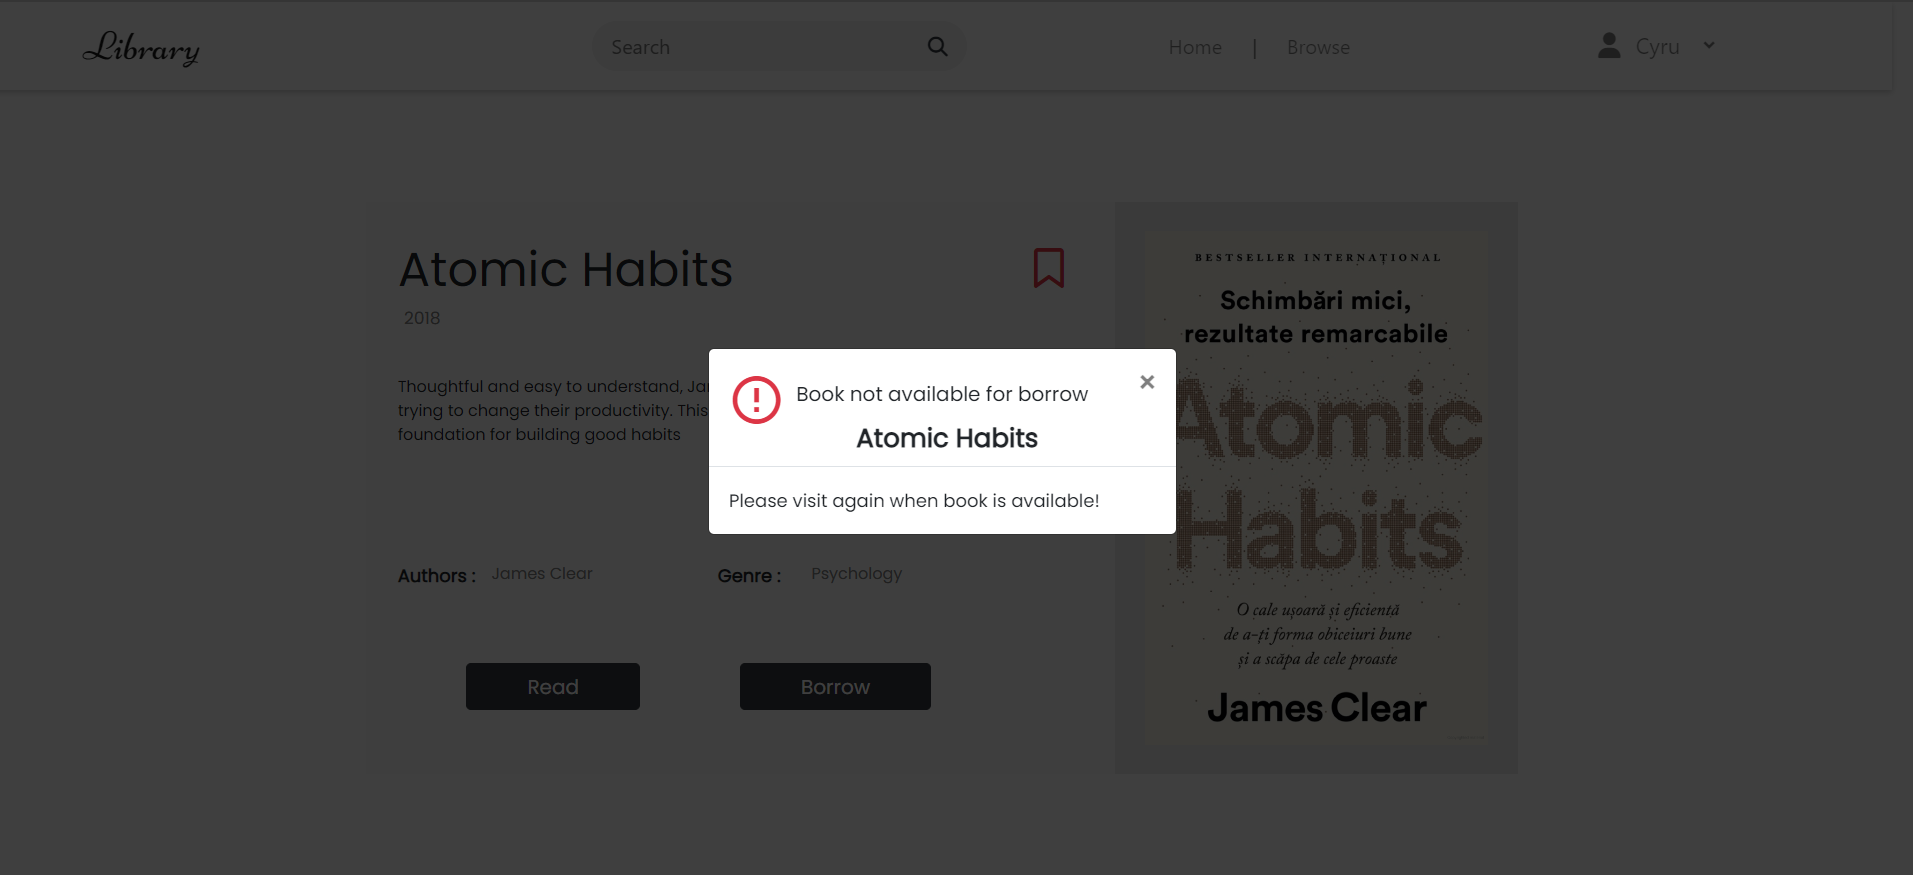 Library
Search
Home | Browse
Cyru
Atomic Habits
2018
Thoughtful and easy to understand, Jar
trying to change their productivity. This
foundation for building good habits
Authors : James Clear
Genre : Psychology
Read
Borrow
Book not available for borrow
×
Atomic Habits
Please visit again when book is available!
BESTSELLER INTERNAȚIONAL
Schimbări mici,
rezultate remarcabile
Atomic
Habits
O cale ușoară și eficientă
de a-ți forma obiceiuri bune
și a scăpa de cele proaste
James Clear